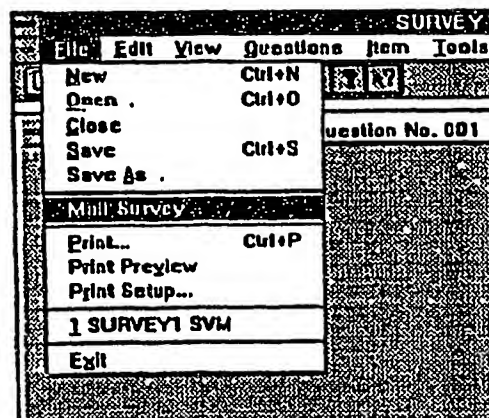 SURVEY
File Edit View Questions Item Tools
New Ctrl+N
Open .
Ctrl+O
Close
Save Ctrl+S
Save As .
uestion No. 001
Mail Survey
Print... Ctrl+P
Print Preview
Print Setup...
1 SURVEY1 SVM
Exit